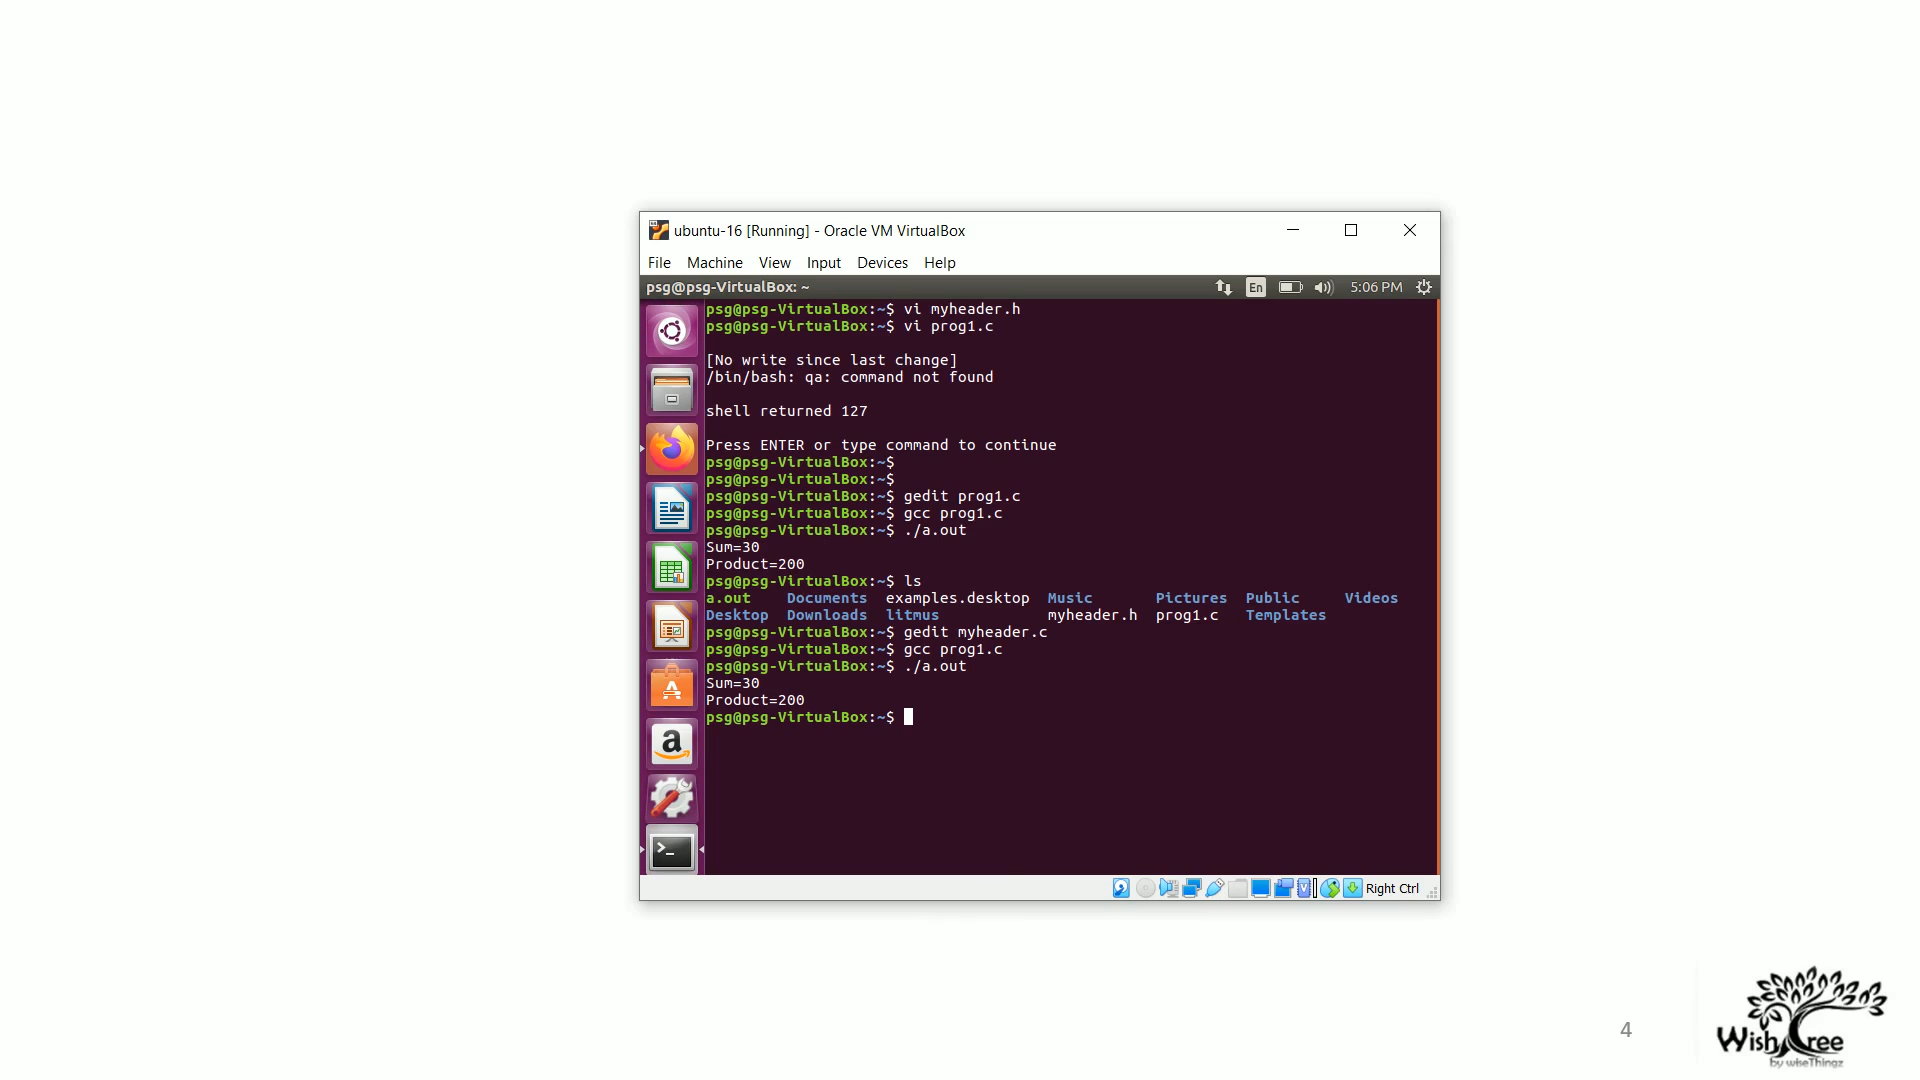 ubuntu-16 [Running] - Oracle VM VirtualBox
File Machine View Input Devices Help
psg@psg-VirtualBox: ~ En 5:06 PM
psg@psg-VirtualBox:~$ vi myheader.h
psg@psg-VirtualBox:~$ vi prog1.c
[No write since last change]
/bin/bash: qa: command not found
shell returned 127
Press ENTER or type command to continue
psg@psg-VirtualBox:~$
psg@psg-VirtualBox:~$
psg@psg-VirtualBox:~$ gedit prog1.c
psg@psg-VirtualBox:~$ gcc prog1.c
psg@psg-VirtualBox:~$ ./a.out
Sum=30
Product=200
psg@psg-VirtualBox:~$ ls
a.out Documents examples.desktop Music Pictures Public Videos
Desktop Downloads litmus myheader.h prog1.c Templates
psg@psg-VirtualBox:~$ gedit myheader.c
psg@psg-VirtualBox:~$ gcc prog1.c
psg@psg-VirtualBox:~$ ./a.out
Sum=30
Product=200
psg@psg-VirtualBox:~$
Right Ctrl
4
WishTree
by wiseThingz